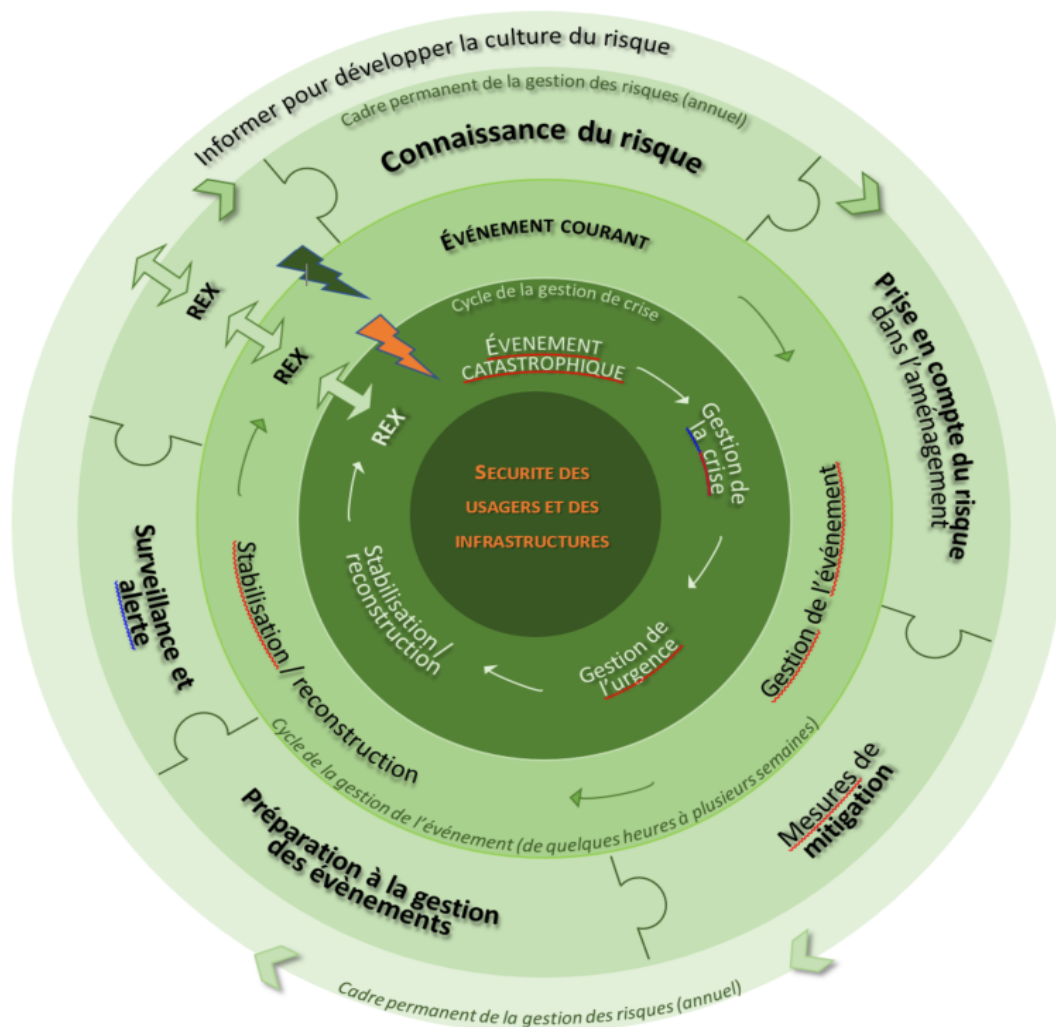 Informer pour développer la culture du risque
Cadre permanent de la gestion des risques (annuel)
Connaissance du risque
ÉVÉNEMENT COURANT
Cycle de la gestion de crise
ÉVENEMENT
CATASTROPHIQUE
Gestion de
la crise
Gestion de
l'urgence
Stabilisation /
reconstruction
REX
REX
REX
SECURITE DES
USAGERS ET DES
INFRASTRUCTURES
Prise en compte du risque
dans l'aménagement
Gestion de l'événement
Mesures de
mitigation
Stabilisation / reconstruction
Cycle de la gestion de l'événement (de quelques heures à plusieurs semaines)
Préparation à la gestion
des évènements
Surveillance et
alerte
Cadre permanent de la gestion des risques (annuel)